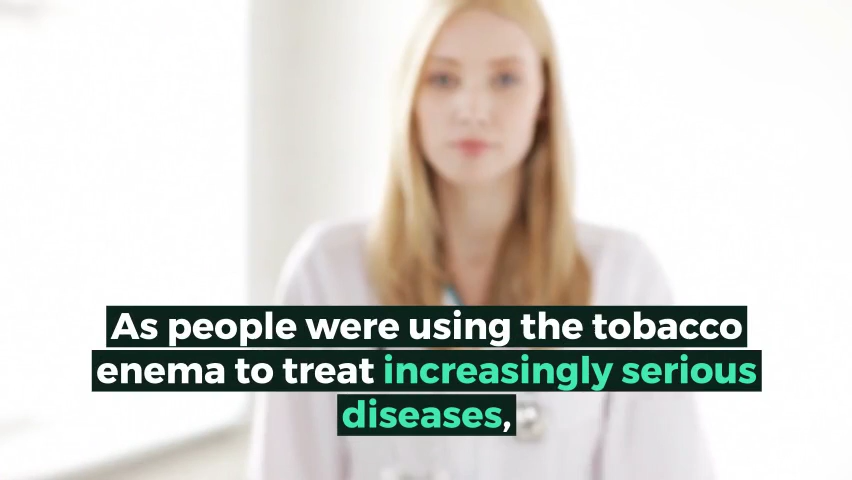 As people were using the tobacco
enema to treat increasingly serious
diseases,